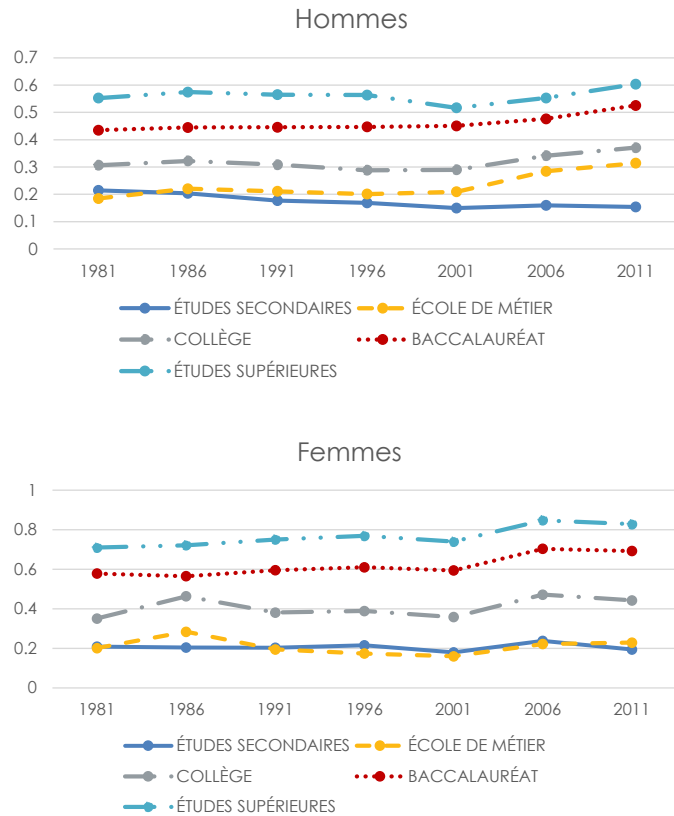 Hommes
0.7
0.6
0.5
0.4
0.3
0.2
0.1
0
1981 1986 1991 1996 2001 2006 2011
ÉTUDES SECONDAIRES ÉCOLE DE MÉTIER
COLLÈGE BACCALAURÉAT
ÉTUDES SUPÉRIEURES
Femmes
1
0.8
0.6
0.4
0.2
0
1981 1986 1991 1996 2001 2006 2011
ÉTUDES SECONDAIRES ÉCOLE DE MÉTIER
COLLÈGE BACCALAURÉAT
ÉTUDES SUPÉRIEURES